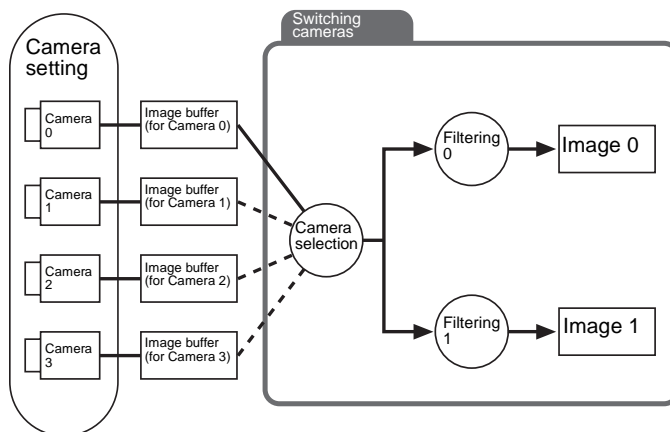 Switching
cameras
Camera
setting
Camera
0
Image buffer
(for Camera 0)
Camera
1
Image buffer
(for Camera 1)
Camera
2
Image buffer
(for Camera 2)
Camera
3
Image buffer
(for Camera 3)
Camera
selection
Filtering
0
Image 0
Filtering
1
Image 1